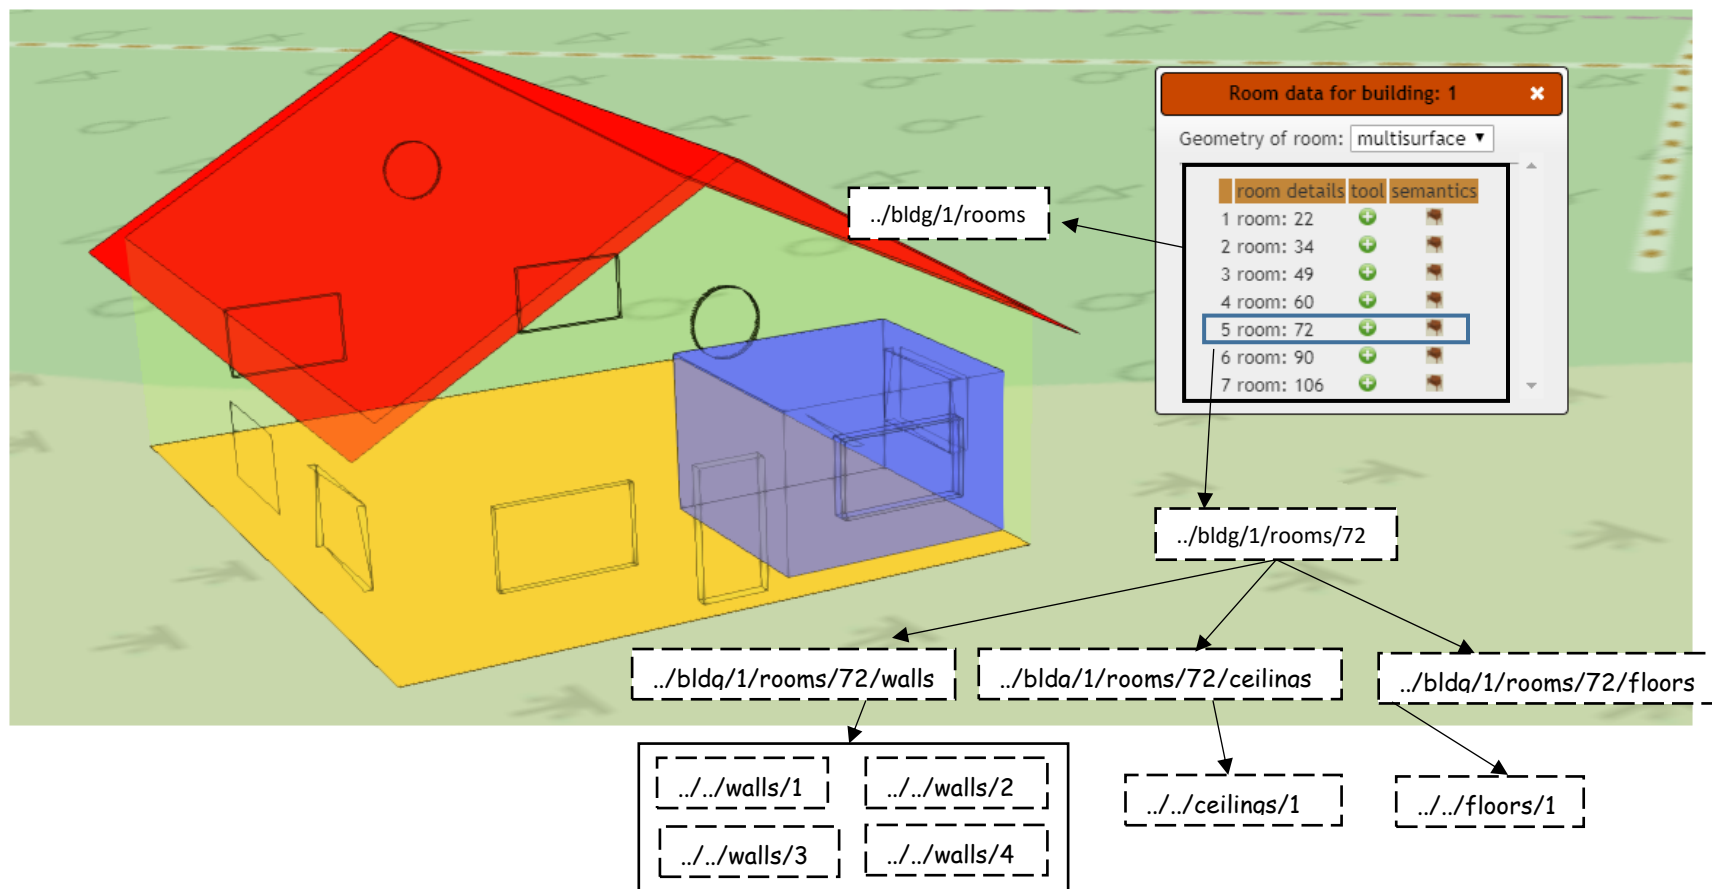 Room data for building: 1
Geometry of room: multisurface
room details tool semantics
1 room: 22
2 room: 34
3 room: 49
4 room: 60
5 room: 72
6 room: 90
7 room: 106
../bldg/1/rooms
../bldg/1/rooms/72
../bldg/1/rooms/72/walls
../bldg/1/rooms/72/ceilings
../bldg/1/rooms/72/floors
../../walls/1
../../walls/2
../../walls/3
../../walls/4
../../ceilings/1
../../floors/1